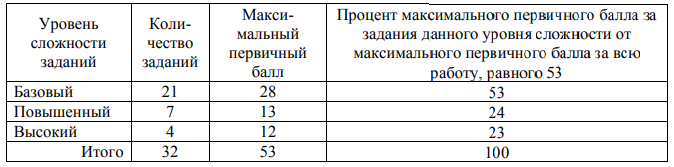 Уровень сложности заданий
Коли-
чество
заданий
Макси-
мальный
первичный
балл
Процент максимального первичного балла за
задания данного уровня сложности от
максимального первичного балла за всю
работу, равного 53
Базовый 21 28 53
Повышенный 7 13 24
Высокий 4 12 23
Итого 32 53 100